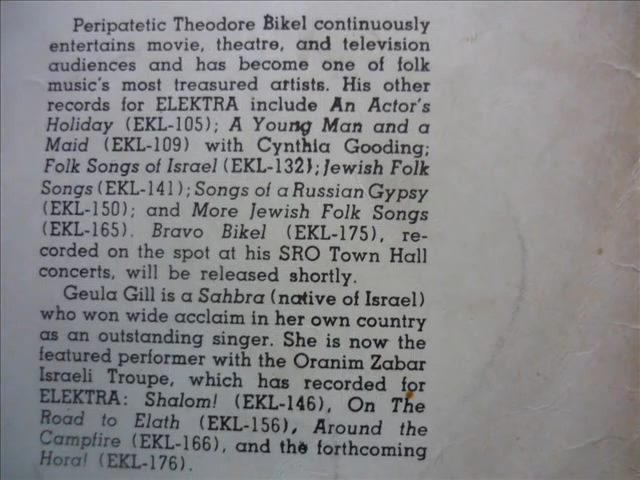 Peripatetic Theodore Bikel continuously
entertains movie, theatre, and television
audiences and has become one of folk
music's most treasured artists. His other
records for ELEKTRA include An Actor's
Holiday (EKL-105); A Young Man and a
Maid (EKL-109) with Cynthia Gooding;
Folk Songs of Israel (EKL-132); Jewish Folk
Songs (EKL-141); Songs of a Russian Gypsy
(EKL-150); and More Jewish Folk Songs
(EKL-165). Bravo Bikel (EKL-175), re-
corded on the spot at his SRO Town Hall
concerts, will be released shortly.
Geula Gill is a Sahbra (native of Israel)
who won wide acclaim in her own country
as an outstanding singer. She is now the
featured performer with the Oranim Zabar
Israeli Troupe, which has recorded for
ELEKTRA: Shalom! (EKL-146), On The
Road to Elath (EKL-156), Around the
Campfire (EKL-166), and the forthcoming
Hora! (EKL-176).